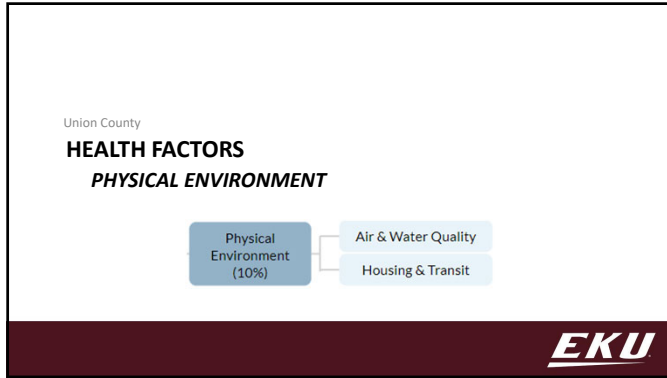 Union County
HEALTH FACTORS
PHYSICAL ENVIRONMENT
Physical
Environment
(10%)
Air & Water Quality
Housing & Transit
EKU